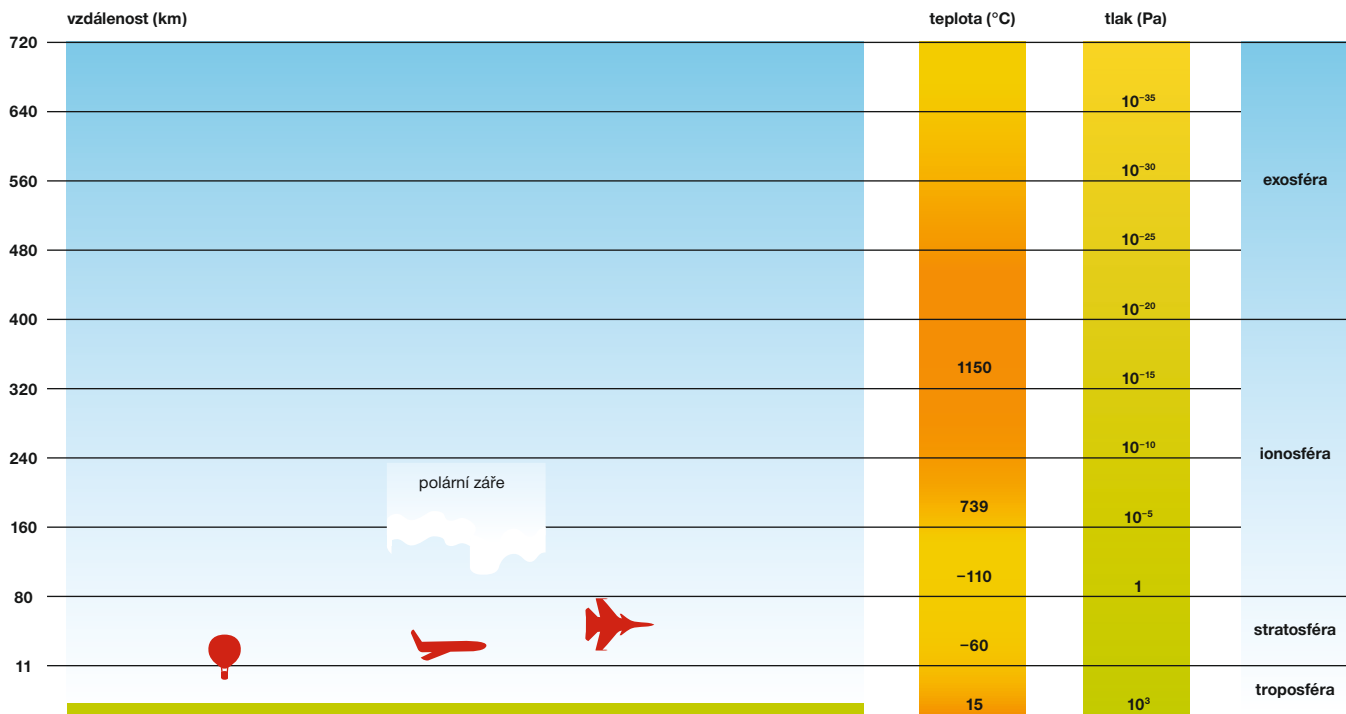 vzdálenost (km) teplota (°C) tlak (Pa)
720
640 10⁻³⁵
560 10⁻³⁰ exosféra
480 10⁻²⁵
400 10⁻²⁰
1150
320 10⁻¹⁵
240 10⁻¹⁰ ionosféra
polární záře
739
160 10⁻⁵
−110
80 1
stratosféra
−60
11
troposféra
15 10³